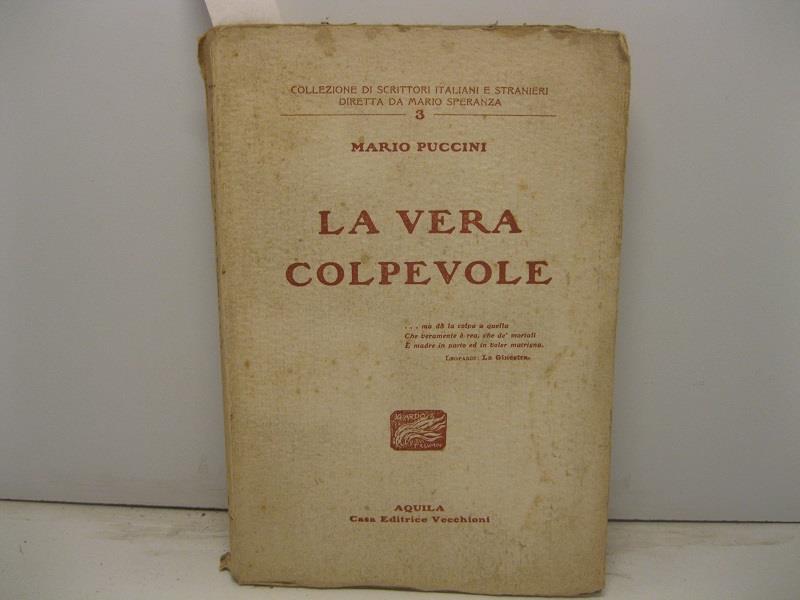 COLLEZIONE DI SCRITTORI ITALIANI E STRANIERI
DIRETTA DA MARIO SPERANZA
3
MARIO PUCCINI
LA VERA
COLPEVOLE
. . . ma dà la colpa a quella
Che veramente è rea, che de' mortali
È madre in parto ed in voler matrigna.
LEOPARDI: La Ginestra.
ARDO
AQUILA
Casa Editrice Vecchioni